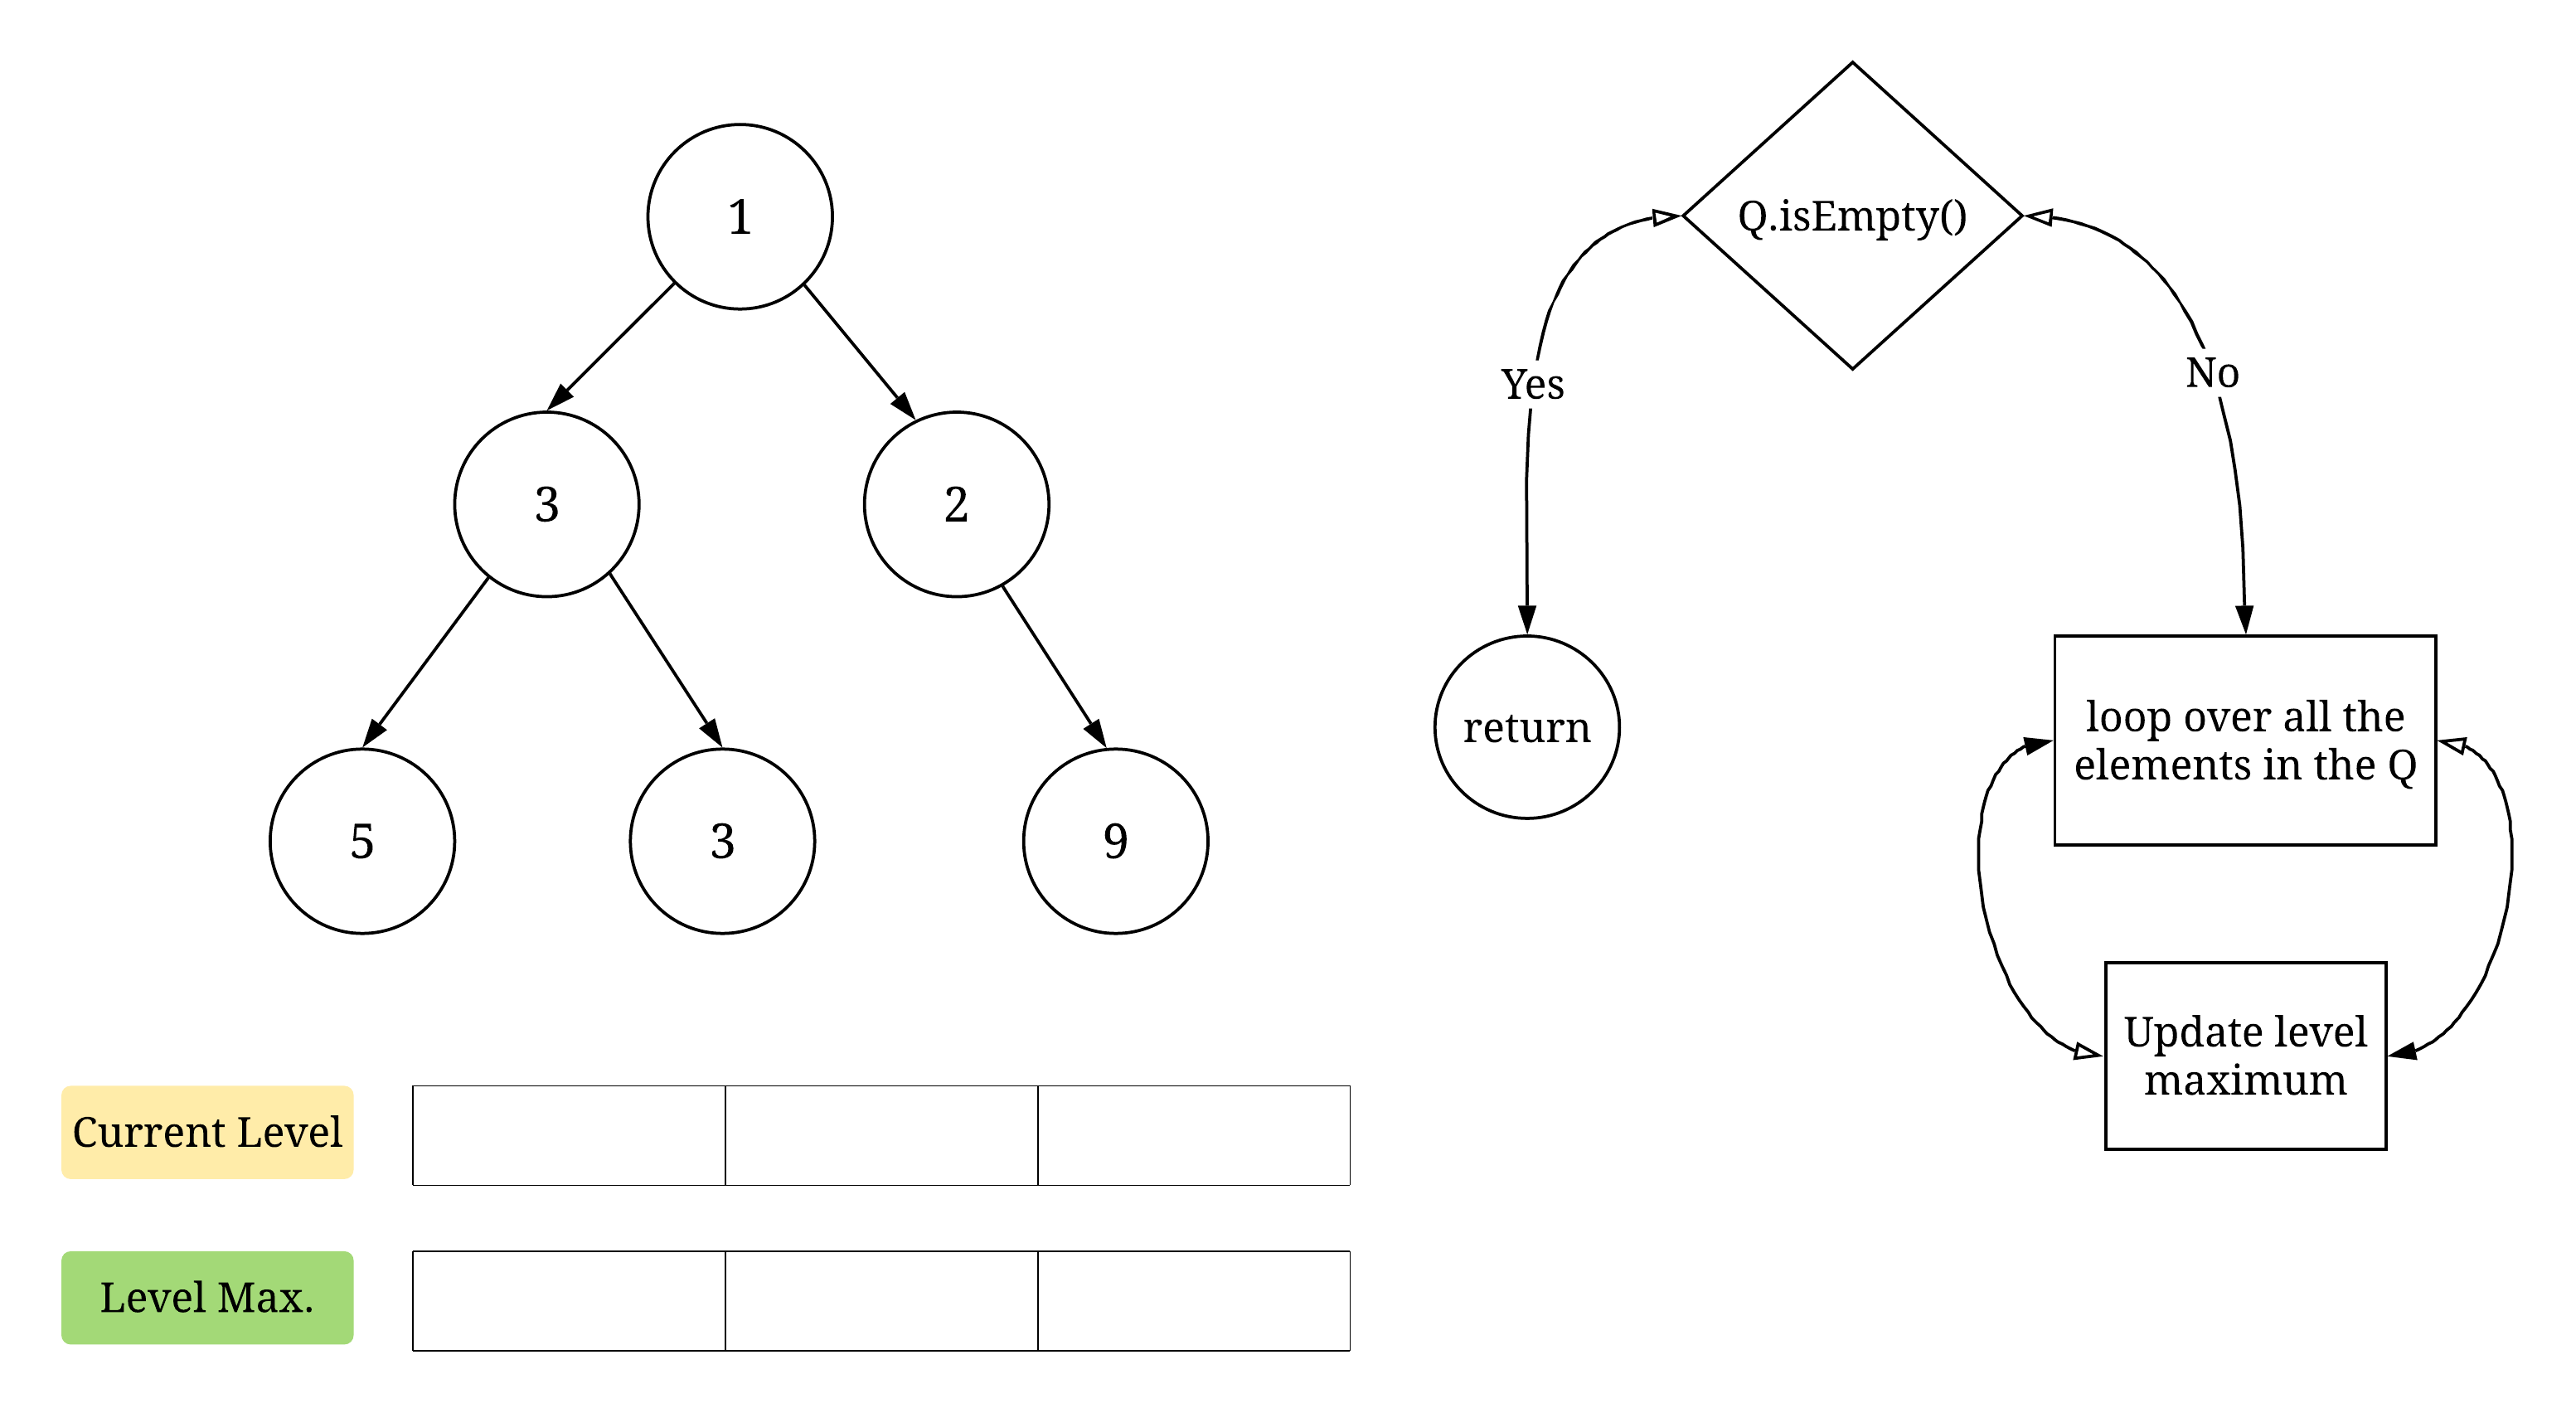 1
3
2
5
3
9
Current Level
Level Max.
Q.isEmpty()
Yes
No
return
loop over all the
elements in the Q
Update level
maximum